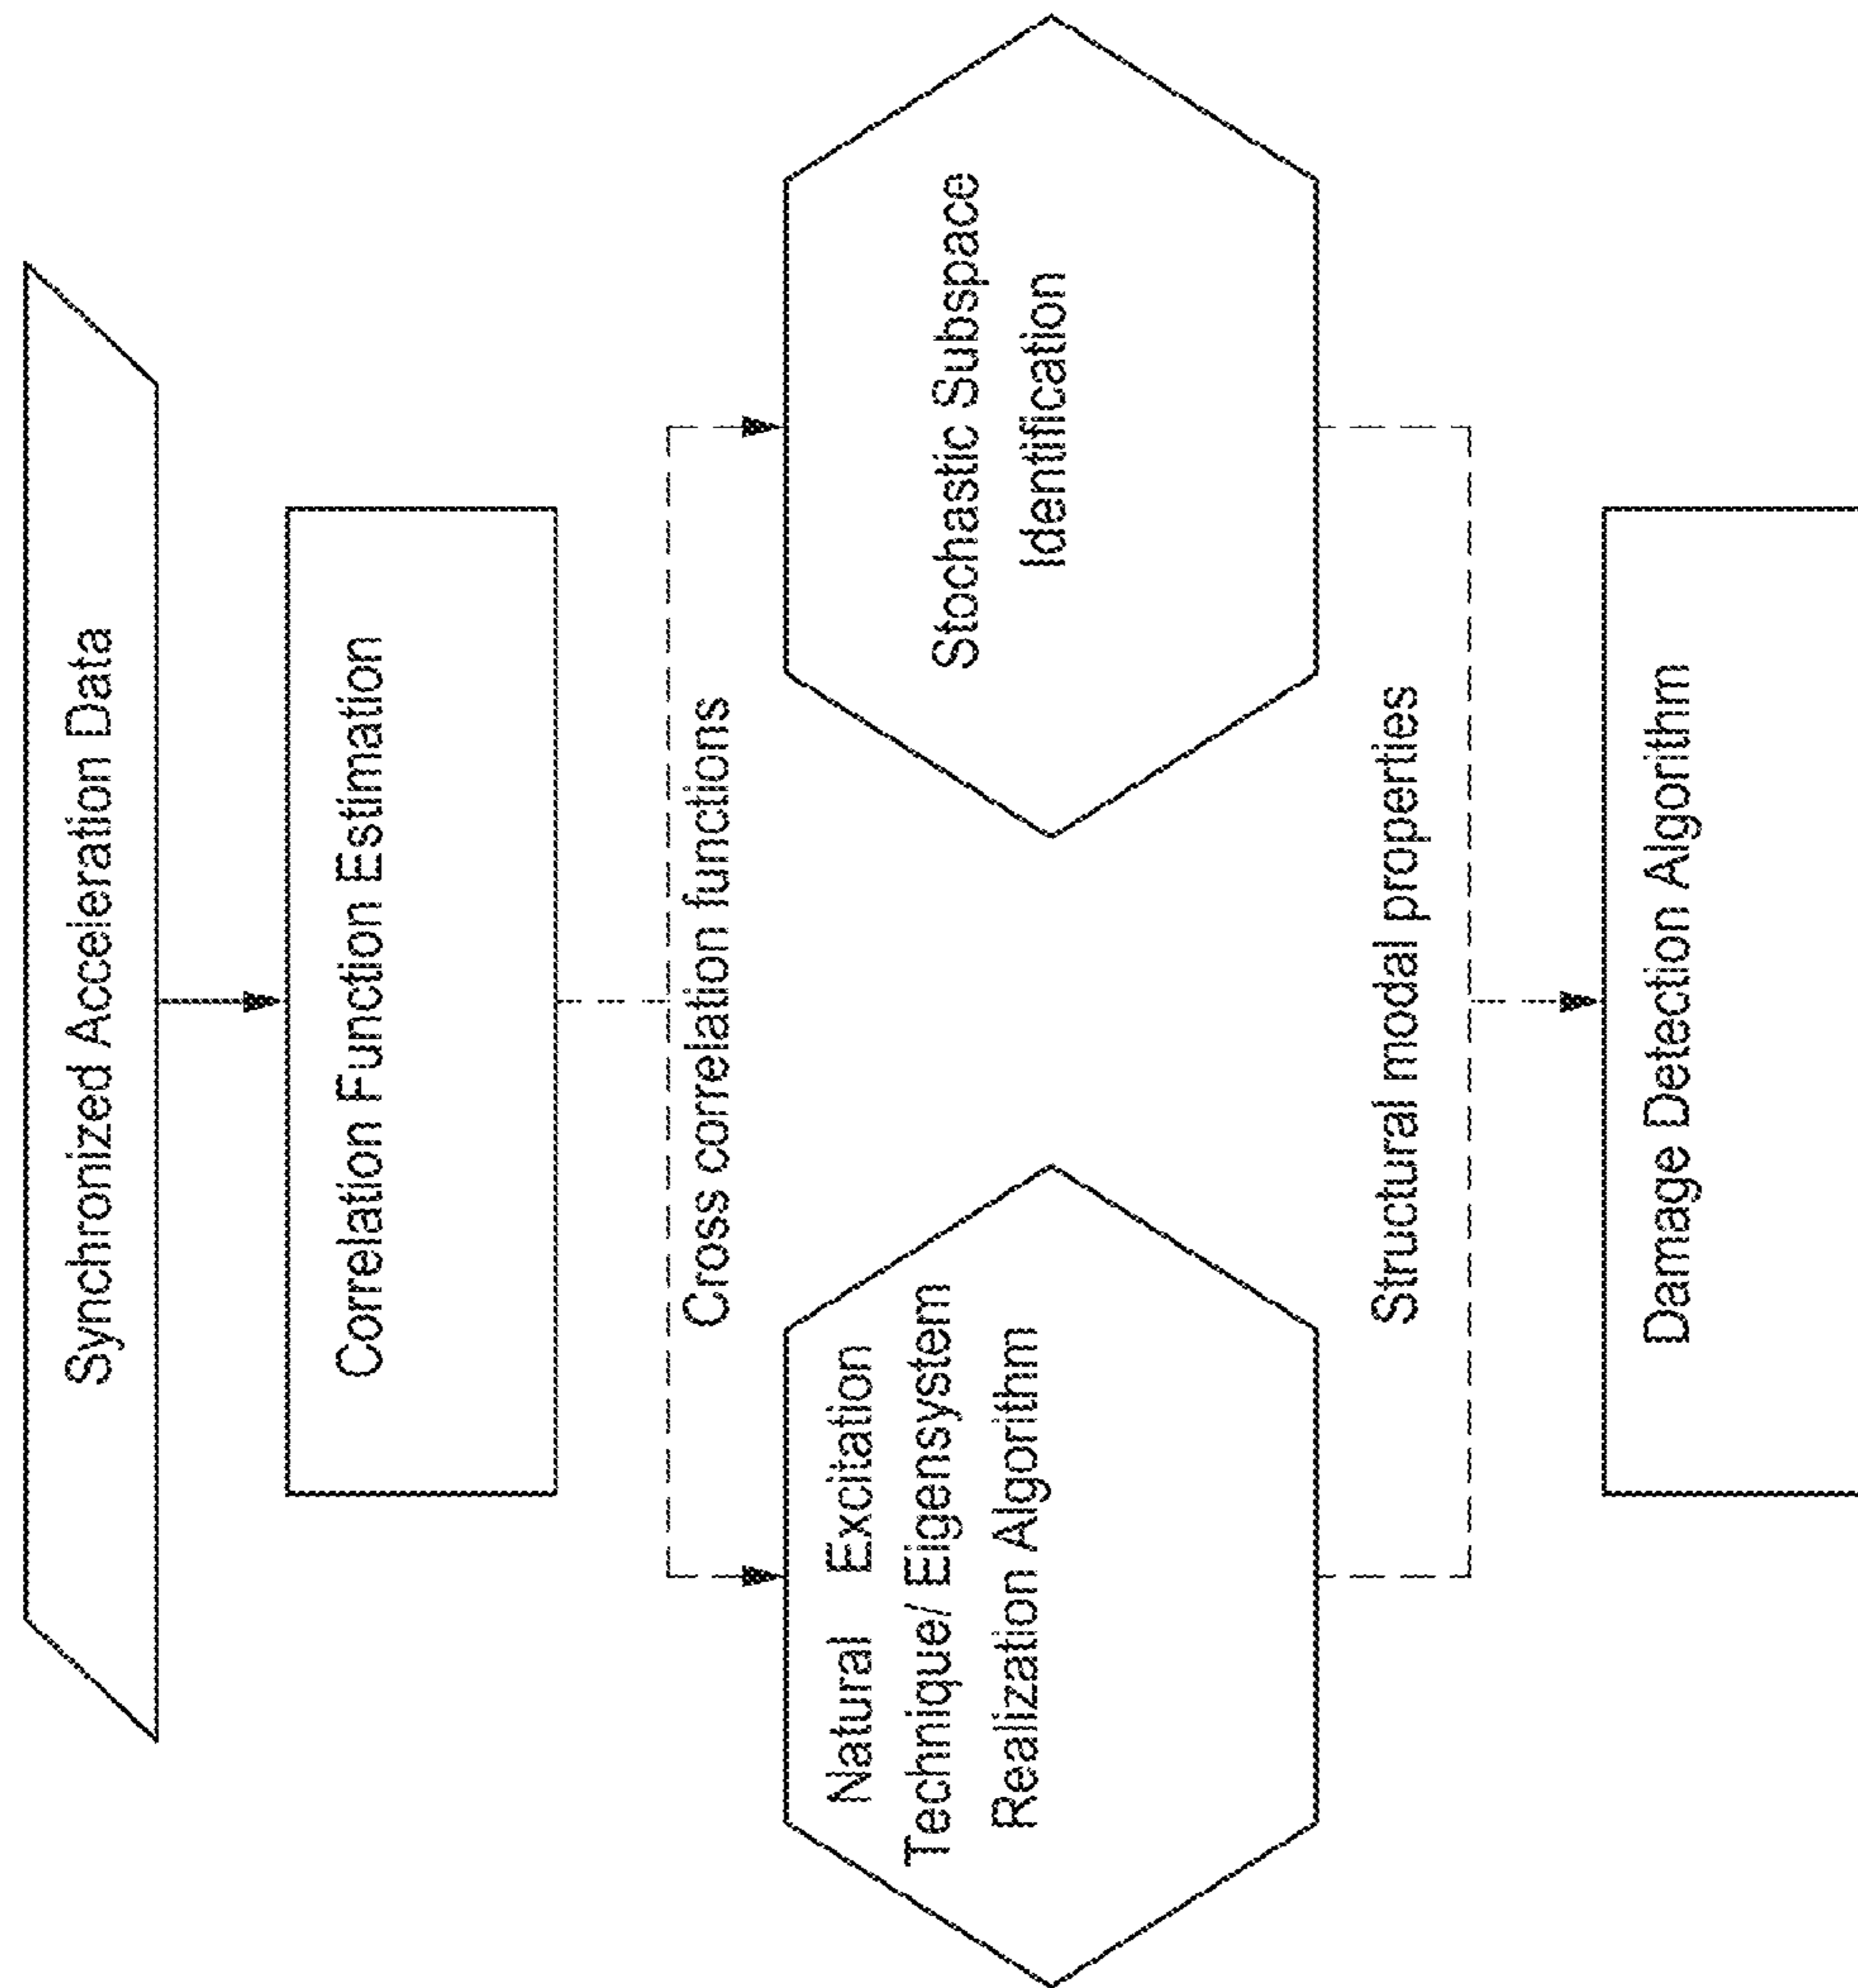 Synchronized Acceleration Data
Correlation Function Estimation
Cross correlation functions
Natural Excitation
Technique/ Eigensystem
Realization Algorithm
Stochastic Subspace
Identification
Structural modal properties
Damage Detection Algorithm